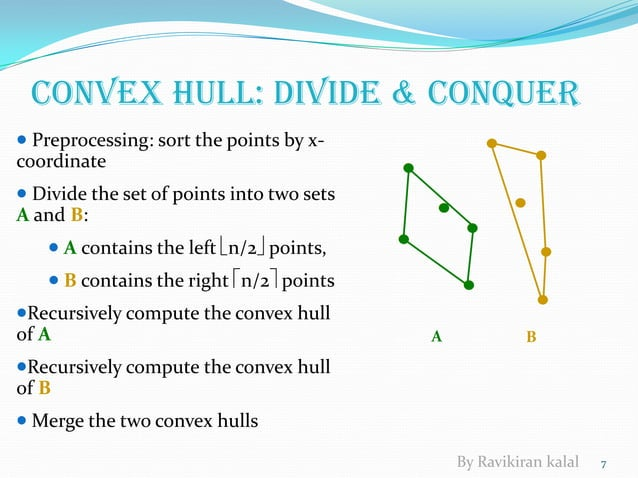 CONVEX HULL: DIVIDE & CONQUER
• Preprocessing: sort the points by x-
coordinate
• Divide the set of points into two sets
A and B:
• A contains the left ⌊n/2⌋ points,
• B contains the right ⌈n/2⌉ points
•Recursively compute the convex hull
of A
•Recursively compute the convex hull
of B
• Merge the two convex hulls
A B
By Ravikiran kalal 7